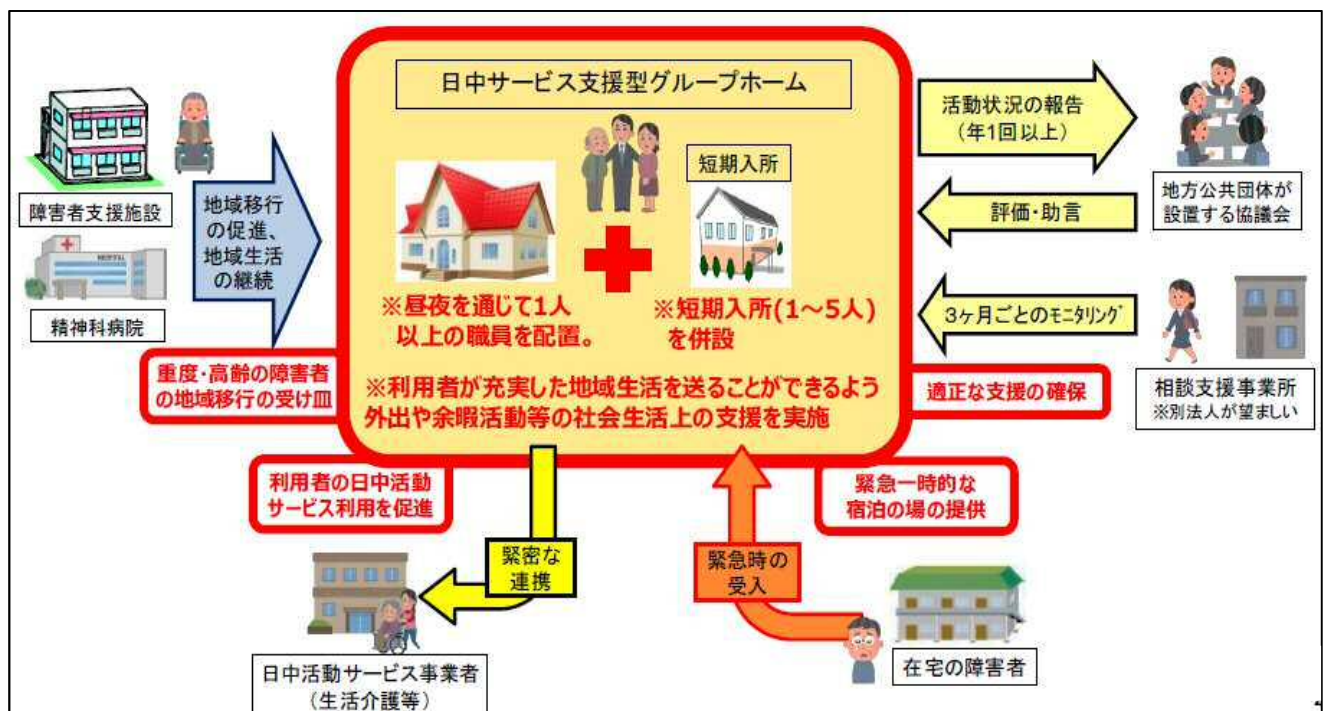 日中サービス支援型グループホーム
短期入所
※昼夜を通じて1人
以上の職員を配置。
※短期入所(1～5人)
を併設
※利用者が充実した地域生活を送ることができるよう
外出や余暇活動等の社会生活上の支援を実施
障害者支援施設
精神科病院
地域移行
の促進、
地域生活
の継続
重度・高齢の障害者
の地域移行の受け皿
活動状況の報告
（年1回以上）
地方公共団体が
設置する協議会
評価・助言
3ヶ月ごとのﾓﾆﾀﾘﾝｸﾞ
相談支援事業所
※別法人が望ましい
適正な支援の確保
利用者の日中活動
サービス利用を促進
緊密な
連携
日中活動サービス事業者
（生活介護等）
緊急一時的な
宿泊の場の提供
緊急時の
受入
在宅の障害者